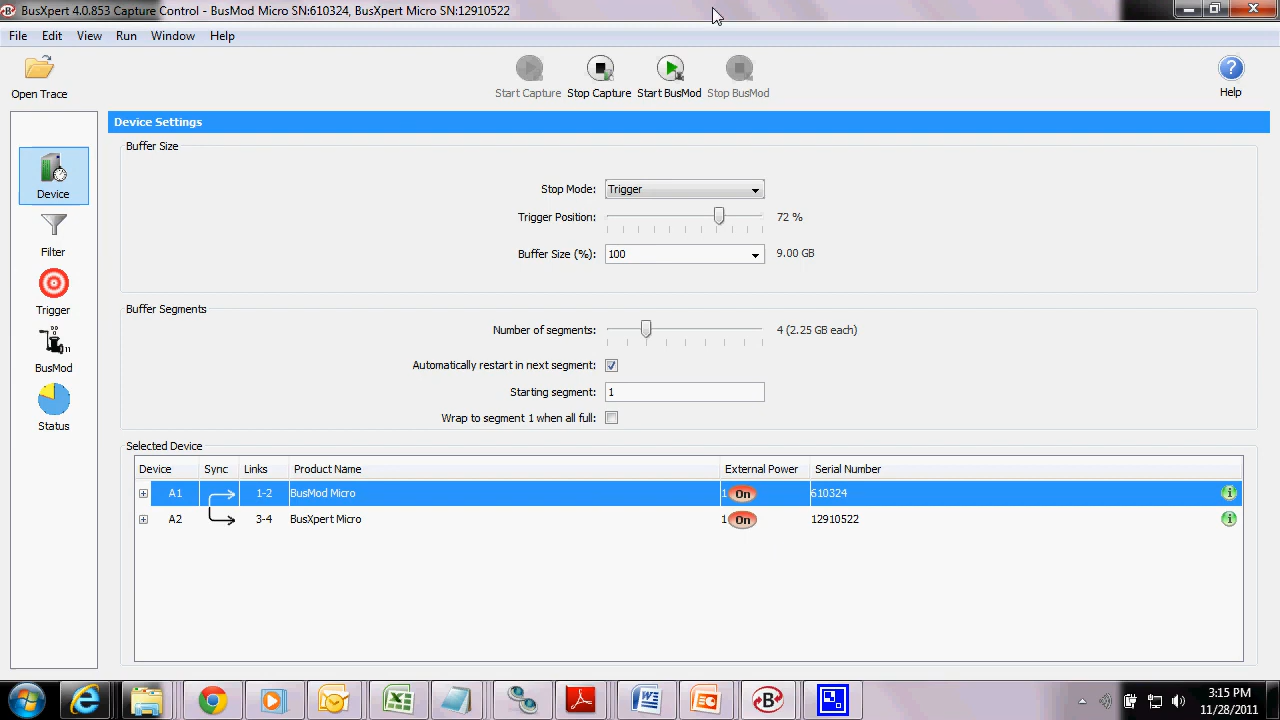 BusXpert 4.0.853 Capture Control - BusMod Micro SN:610324, BusXpert Micro SN:12910522
File Edit View Run Window Help
Open Trace Start Capture Stop Capture Start BusMod Stop BusMod Help
Device Settings
Buffer Size
Stop Mode: Trigger
Trigger Position: 72 %
Buffer Size (%): 100 9.00 GB
Buffer Segments
Number of segments: 4 (2.25 GB each)
Automatically restart in next segment:
Starting segment: 1
Wrap to segment 1 when all full:
Device
Filter
Trigger
BusMod
Status
Selected Device
Device Sync Links Product Name External Power Serial Number
A1 1-2 BusMod Micro 1 On 610324
A2 3-4 BusXpert Micro 1 On 12910522
3:15 PM
11/28/2011